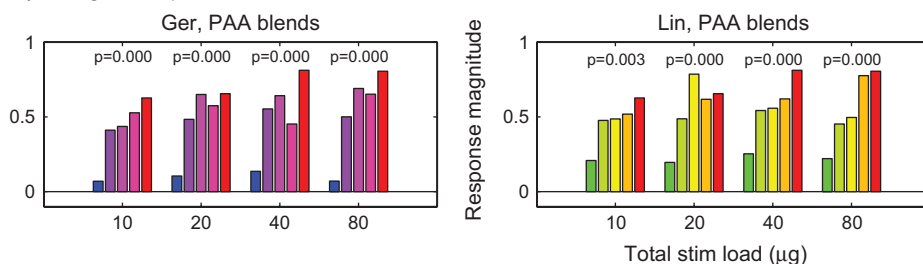 Ger, PAA blends
1
p=0.000 p=0.000 p=0.000 p=0.000
0.5
0
10 20 40 80
Lin, PAA blends
Response magnitude
1
p=0.003 p=0.000 p=0.000 p=0.000
0.5
0
10 20 40 80
Total stim load (μg)